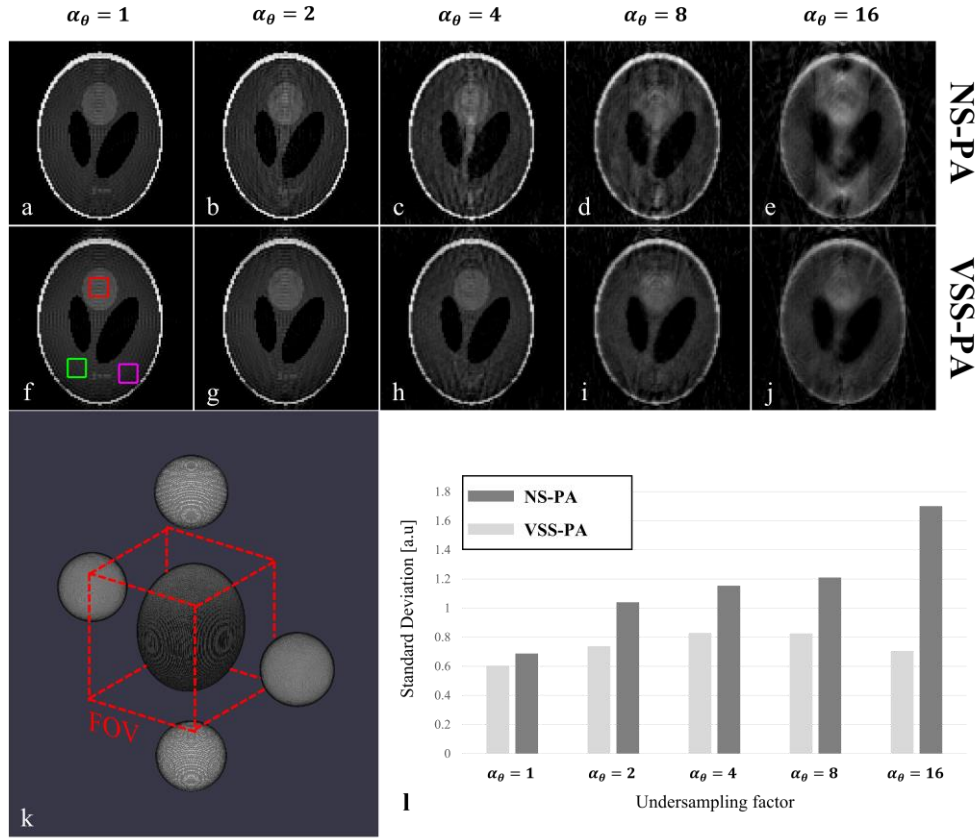 α_θ = 1 α_θ = 2 α_θ = 4 α_θ = 8 α_θ = 16
NS-PA
a b c d e
VSS-PA
f g h i j
FOV
k
NS-PA
VSS-PA
Standard Deviation [a.u]
1.8
1.6
1.4
1.2
1
0.8
0.6
0.4
0.2
0
α_θ = 1 α_θ = 2 α_θ = 4 α_θ = 8 α_θ = 16
Undersampling factor
l